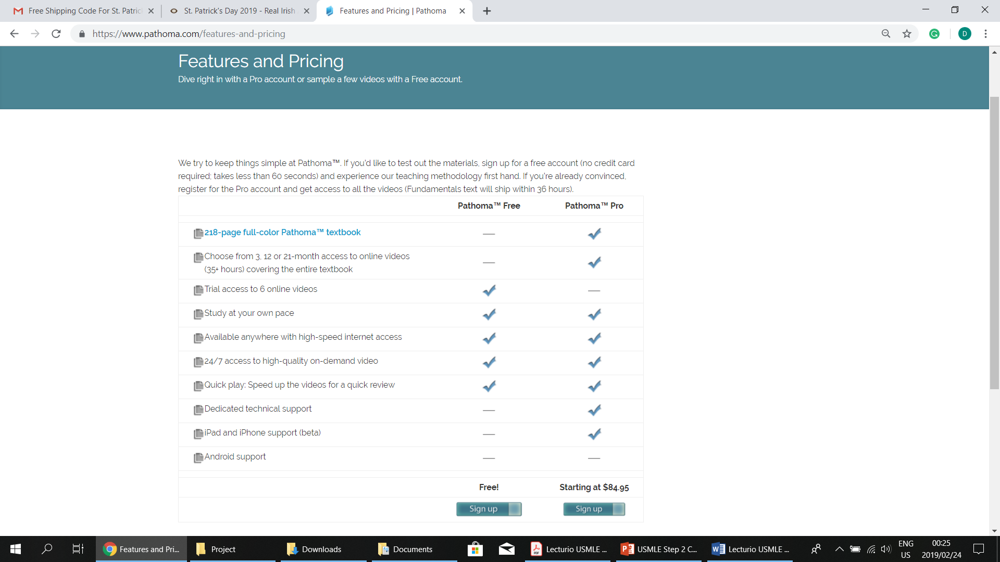 Free Shipping Code For St. Patric
St. Patrick's Day 2019 - Real Irish
Features and Pricing | Pathoma
https://www.pathoma.com/features-and-pricing
G
D
Features and Pricing
Dive right in with a Pro account or sample a few videos with a Free account.
We try to keep things simple at Pathoma™. If you'd like to test out the materials, sign up for a free account (no credit card
required; takes less than 60 seconds) and experience our teaching methodology first hand. If you're already convinced,
register for the Pro account and get access to all the videos (Fundamentals text will ship within 36 hours).
Pathoma™ Free Pathoma™ Pro
218-page full-color Pathoma™ textbook
Choose from 3, 12 or 21-month access to online videos
(35+ hours) covering the entire textbook
Trial access to 6 online videos
Study at your own pace
Available anywhere with high-speed internet access
24/7 access to high-quality on-demand video
Quick play: Speed up the videos for a quick review
Dedicated technical support
iPad and iPhone support (beta)
Android support
Free! Starting at $84.95
Sign up Sign up
Features and Pri...
Project
Downloads
Documents
Lecturio USMLE ...
USMLE Step 2 C...
Lecturio USMLE ...
ENG
US
00:25
2019/02/24